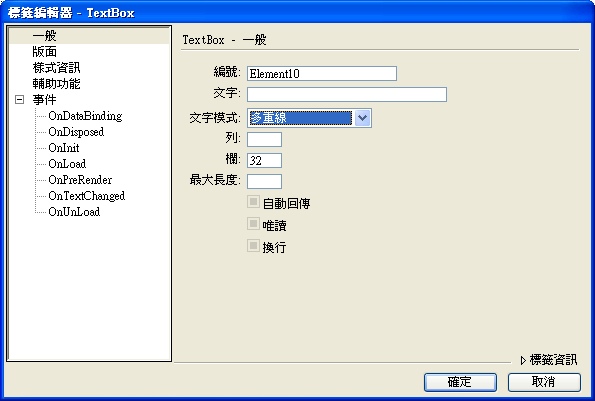 標籤編輯器 - TextBox
一般
版面
樣式資訊
輔助功能
事件
OnDataBinding
OnDisposed
OnInit
OnLoad
OnPreRender
OnTextChanged
OnUnLoad
TextBox - 一般
編號: Element10
文字:
文字模式: 多重線
列:
欄: 32
最大長度:
自動回傳
唯讀
換行
標籤資訊
確定 取消